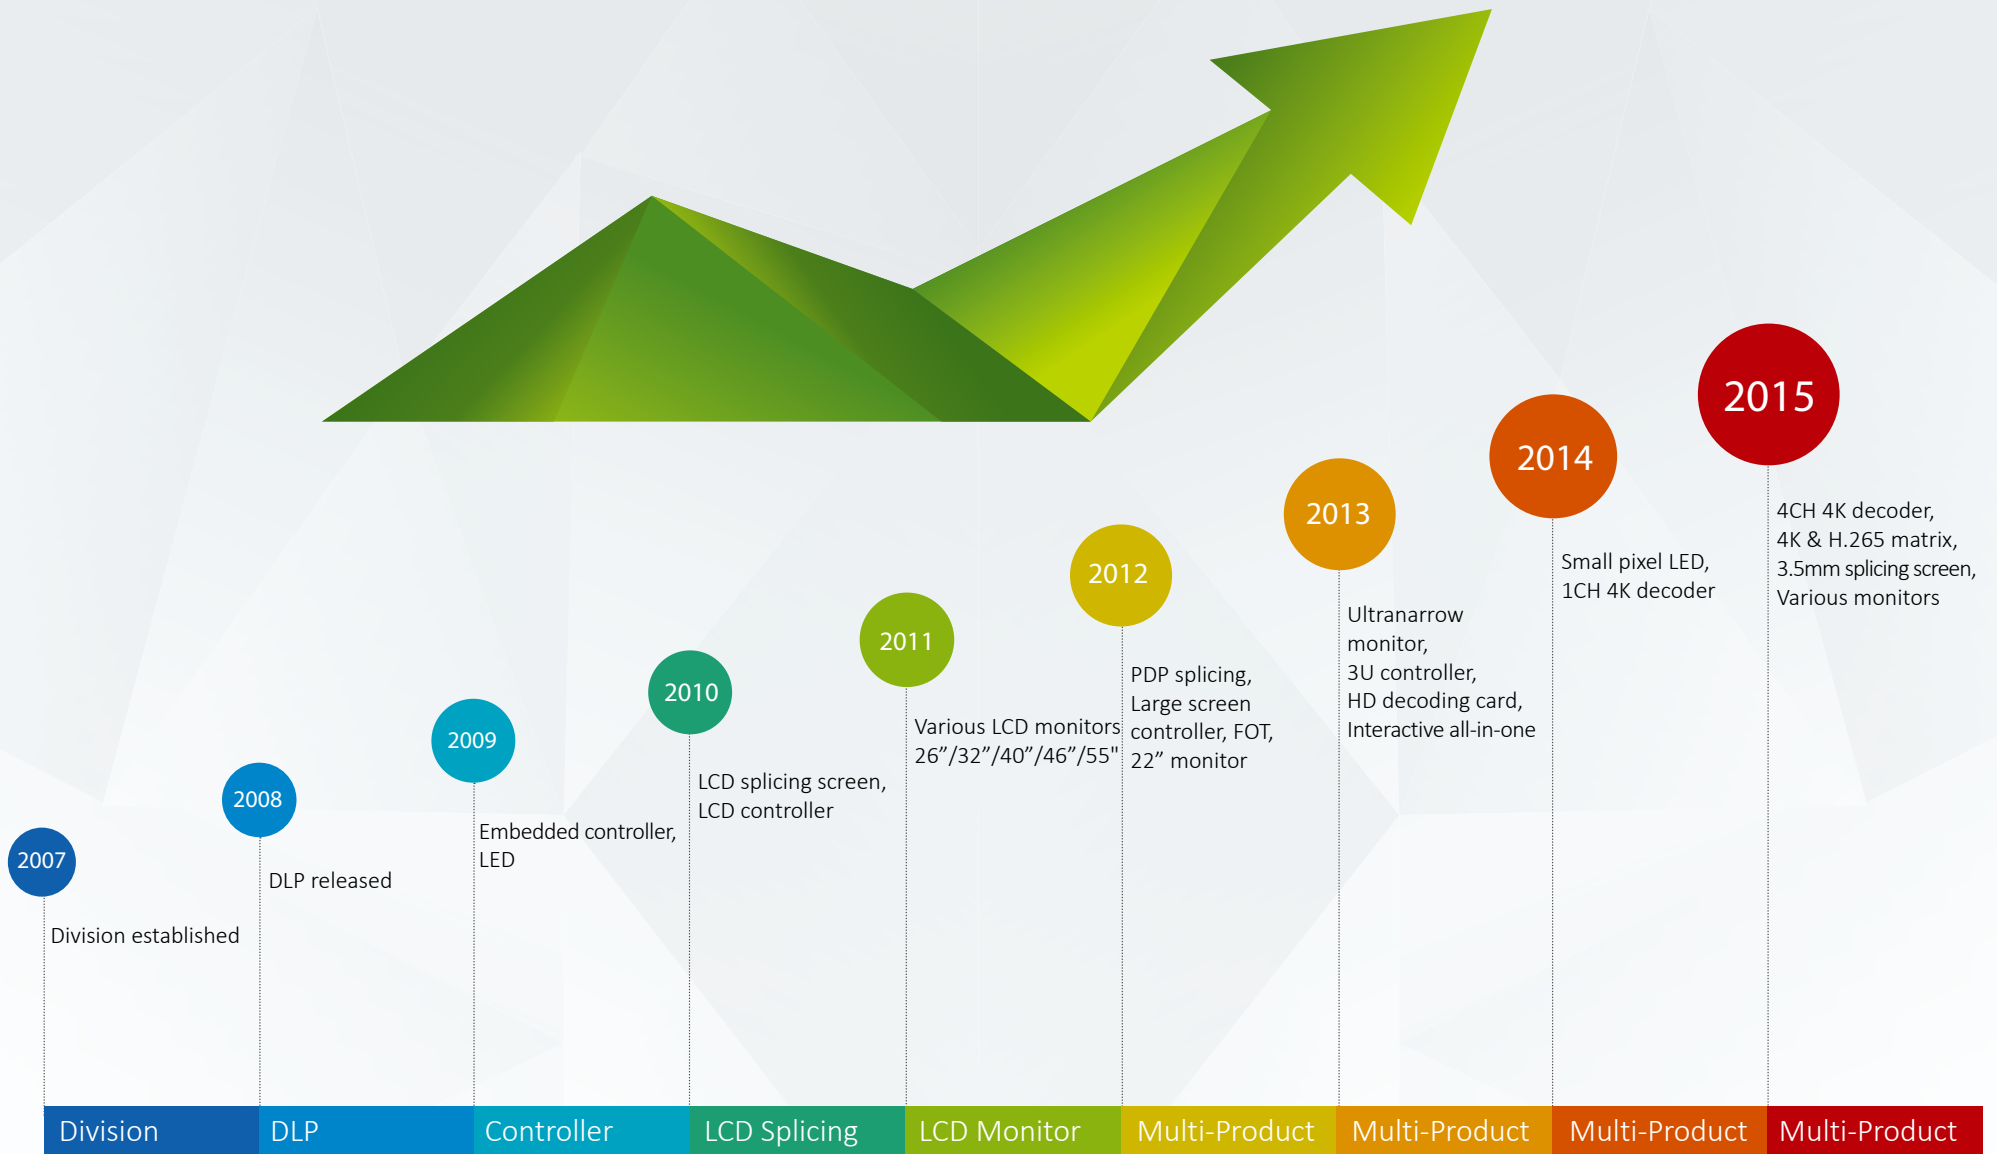 2007
Division established
2008
DLP released
2009
Embedded controller,
LED
2010
LCD splicing screen,
LCD controller
2011
Various LCD monitors
26”/32”/40”/46”/55"
2012
PDP splicing,
Large screen
controller, FOT,
22” monitor
2013
Ultranarrow
monitor,
3U controller,
HD decoding card,
Interactive all-in-one
2014
Small pixel LED,
1CH 4K decoder
2015
4CH 4K decoder,
4K & H.265 matrix,
3.5mm splicing screen,
Various monitors
Division DLP Controller LCD Splicing LCD Monitor Multi-Product Multi-Product Multi-Product Multi-Product